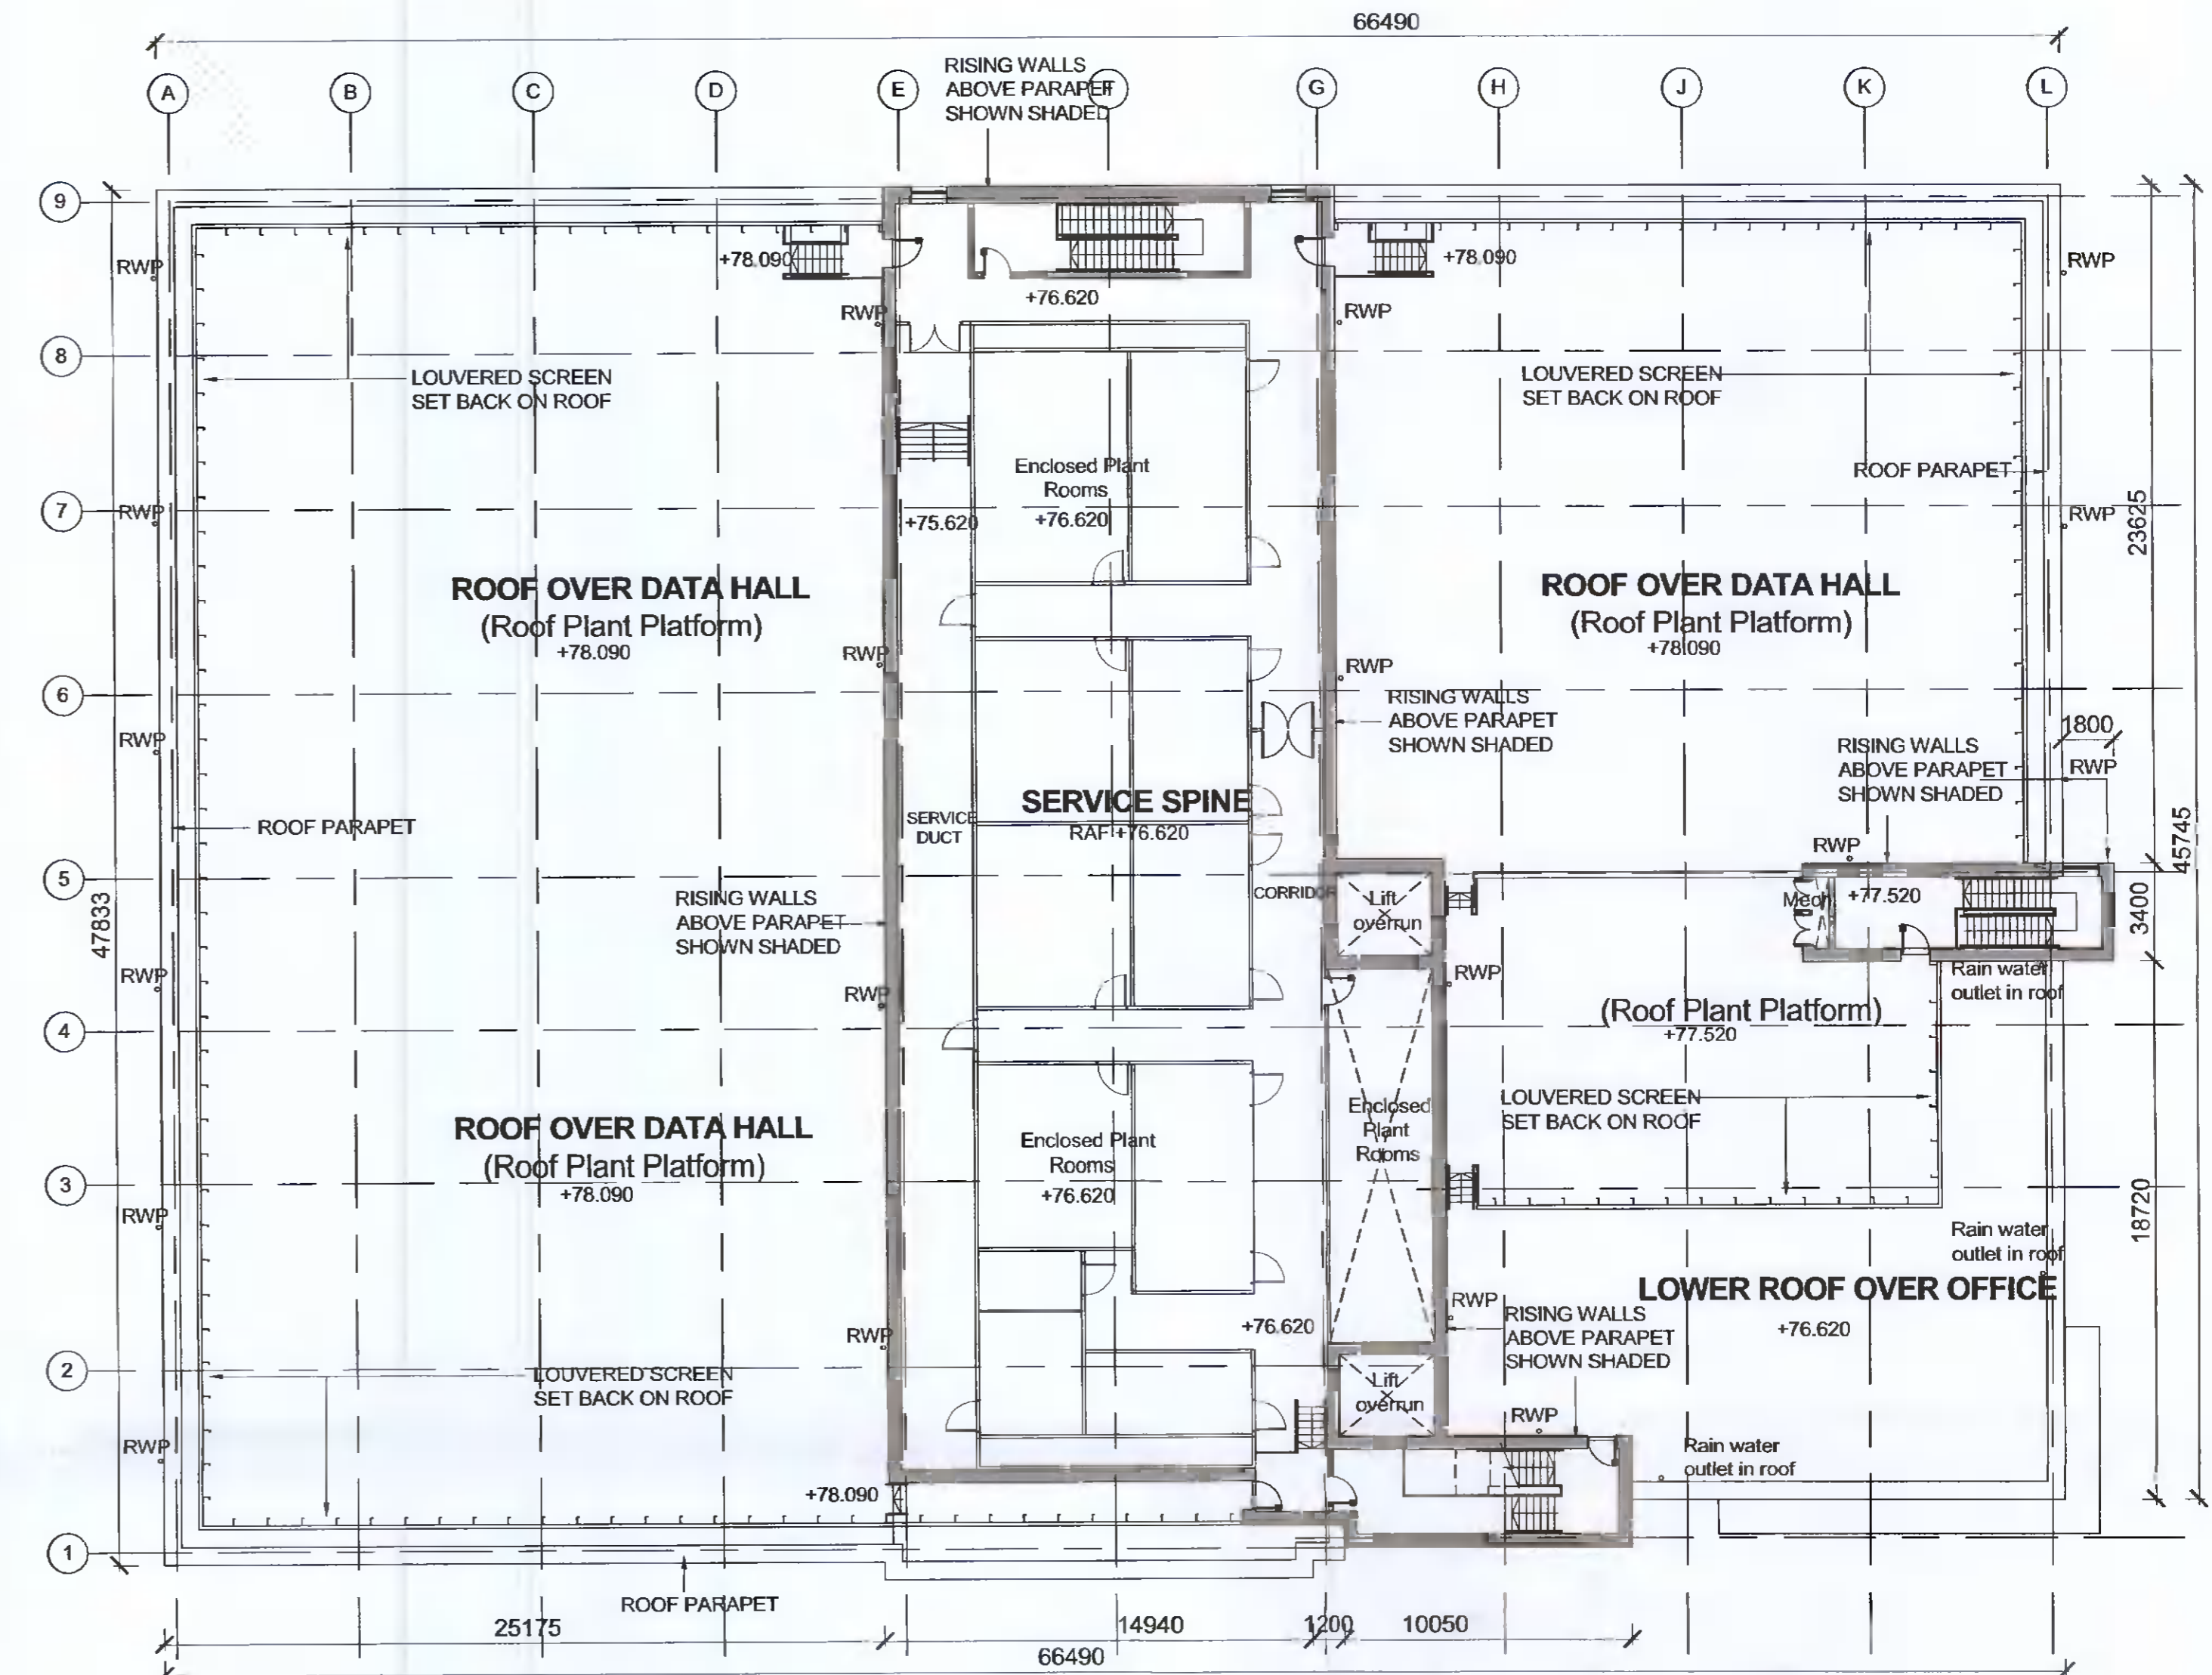 66490
RISING WALLS
ABOVE PARAPET
SHOWN SHADED
A
B
C
D
E
F
G
H
J
K
L
9
8
7
6
5
4
3
2
1
RWP
+78.090
+78.090
RWP
+76.620
RWP
RWP
LOUVERED SCREEN
SET BACK ON ROOF
LOUVERED SCREEN
SET BACK ON ROOF
Enclosed Plant
Rooms
+76.620
ROOF PARAPET
RWP
+75.620
RWP
23625
ROOF OVER DATA HALL
(Roof Plant Platform)
+78.090
ROOF OVER DATA HALL
(Roof Plant Platform)
+78.090
RWP
RWP
RISING WALLS
ABOVE PARAPET
SHOWN SHADED
1800
RWP
RISING WALLS
ABOVE PARAPET
SHOWN SHADED
RWP
SERVICE SPINE
RAF +76.620
SERVICE
DUCT
ROOF PARAPET
RWP
45745
47833
RISING WALLS
ABOVE PARAPET
SHOWN SHADED
CORRIDOR
Lift
overrun
Mech
+77.520
3400
RWP
RWP
RWP
Rain water
outlet in roof
(Roof Plant Platform)
+77.520
ROOF OVER DATA HALL
(Roof Plant Platform)
+78.090
Enclosed Plant
Rooms
+76.620
Enclosed
Plant
Rooms
LOUVERED SCREEN
SET BACK ON ROOF
18720
RWP
Rain water
outlet in roof
LOWER ROOF OVER OFFICE
+76.620
RWP
RISING WALLS
ABOVE PARAPET
SHOWN SHADED
+76.620
RWP
LOUVERED SCREEN
SET BACK ON ROOF
Lift
overrun
RWP
RWP
Rain water
outlet in roof
+78.090
ROOF PARAPET
25175
14940
1200
10050
66490